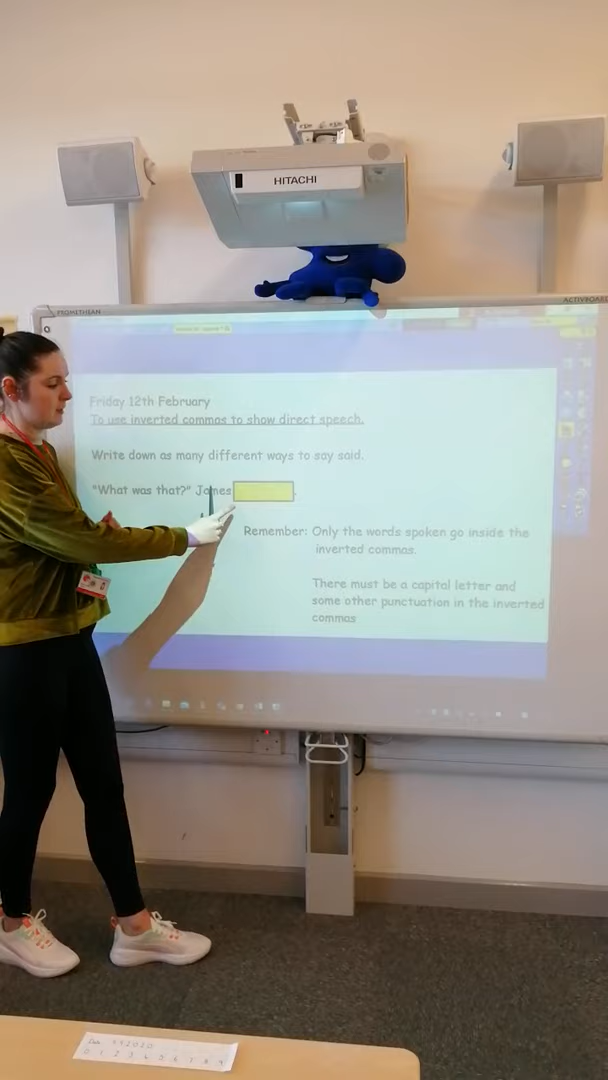 HITACHI
PROMETHEAN
ACTIVBOARD
Friday 12th February
To use inverted commas to show direct speech.
Write down as many different ways to say said.
"What was that?" James .
Remember: Only the words spoken go inside the
inverted commas.
There must be a capital letter and
some other punctuation in the inverted
commas